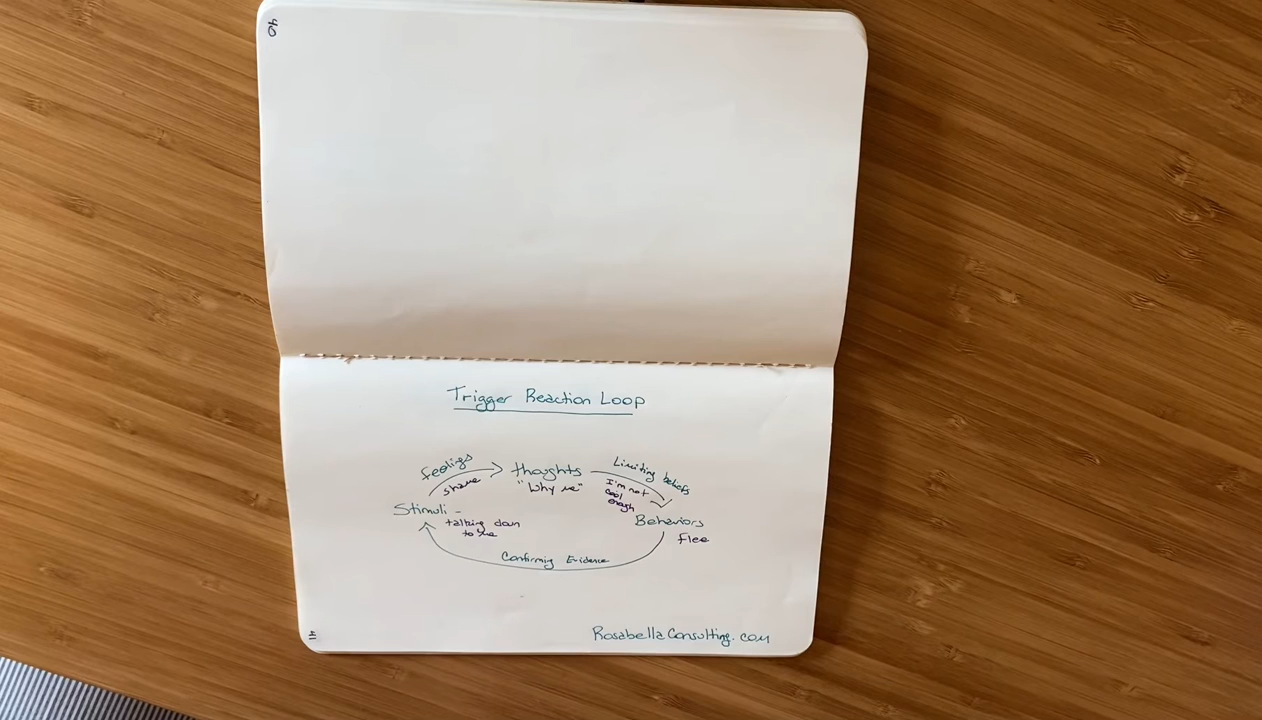 40
Trigger Reaction Loop
feelings
shame
thoughts
"Why me"
Limiting beliefs
I'm not
cool
enough
Stimuli -
talking down
to me
Behaviors
Flee
Confirming Evidence
41
RosabellaConsulting.com